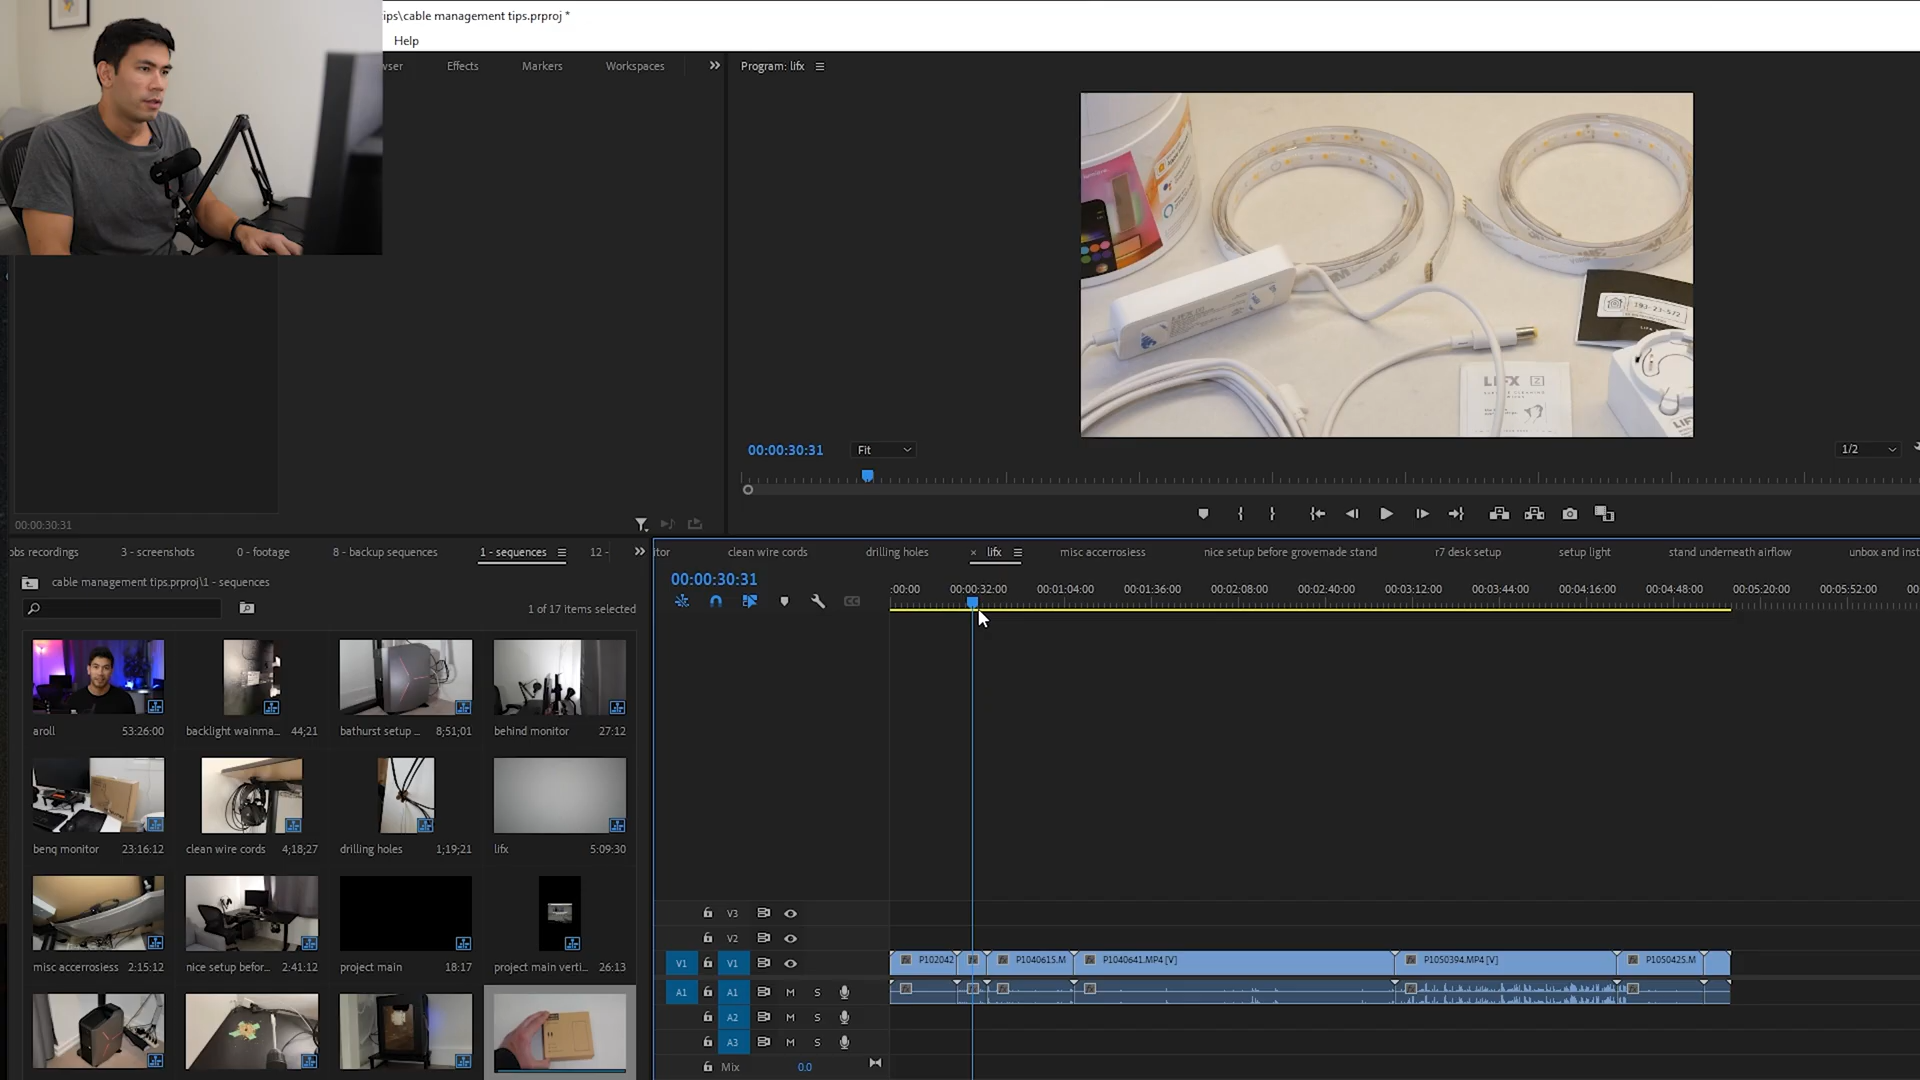 ips\cable management tips.prproj *
Help
wser
Effects
Markers
Workspaces
Program: lifx
LIFX Z
00:00:30:31
Fit
1/2
00:00:30:31
obs recordings
3 - screenshots
0 - footage
8 - backup sequences
1 - sequences
12 -
itor
clean wire cords
drilling holes
× lifx
misc accerrosiess
nice setup before grovemade stand
r7 desk setup
setup light
stand underneath airflow
unbox and inst
cable management tips.prproj\1 - sequences
1 of 17 items selected
00:00:30:31
:00:00
00:00:32:00
00:01:04:00
00:01:36:00
00:02:08:00
00:02:40:00
00:03:12:00
00:03:44:00
00:04:16:00
00:04:48:00
00:05:20:00
00:05:52:00
00
aroll 53:26:00
backlight wainma... 44;21
bathurst setup ... 8;51;01
behind monitor 27:12
benq monitor 23:16:12
clean wire cords 4;18;27
drilling holes 1;19;21
lifx 5:09:30
misc accerrosiess 2:15:12
nice setup befor... 2:41:12
project main 18:17
project main verti... 26:13
V3
V2
V1 V1
P102042
P1040615.M
P1040641.MP4 [V]
P1050394.MP4 [V]
P1050425.M
A1 A1 M S
A2 M S
A3 M S
Mix 0.0